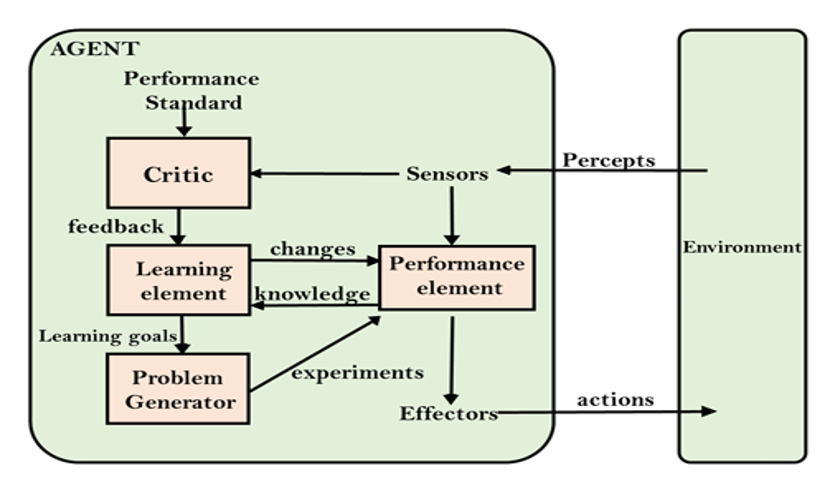 AGENT
Performance
Standard
Critic
Sensors
Percepts
feedback
changes
Environment
Learning
element
Performance
element
knowledge
Learning goals
Problem
Generator
experiments
Effectors
actions